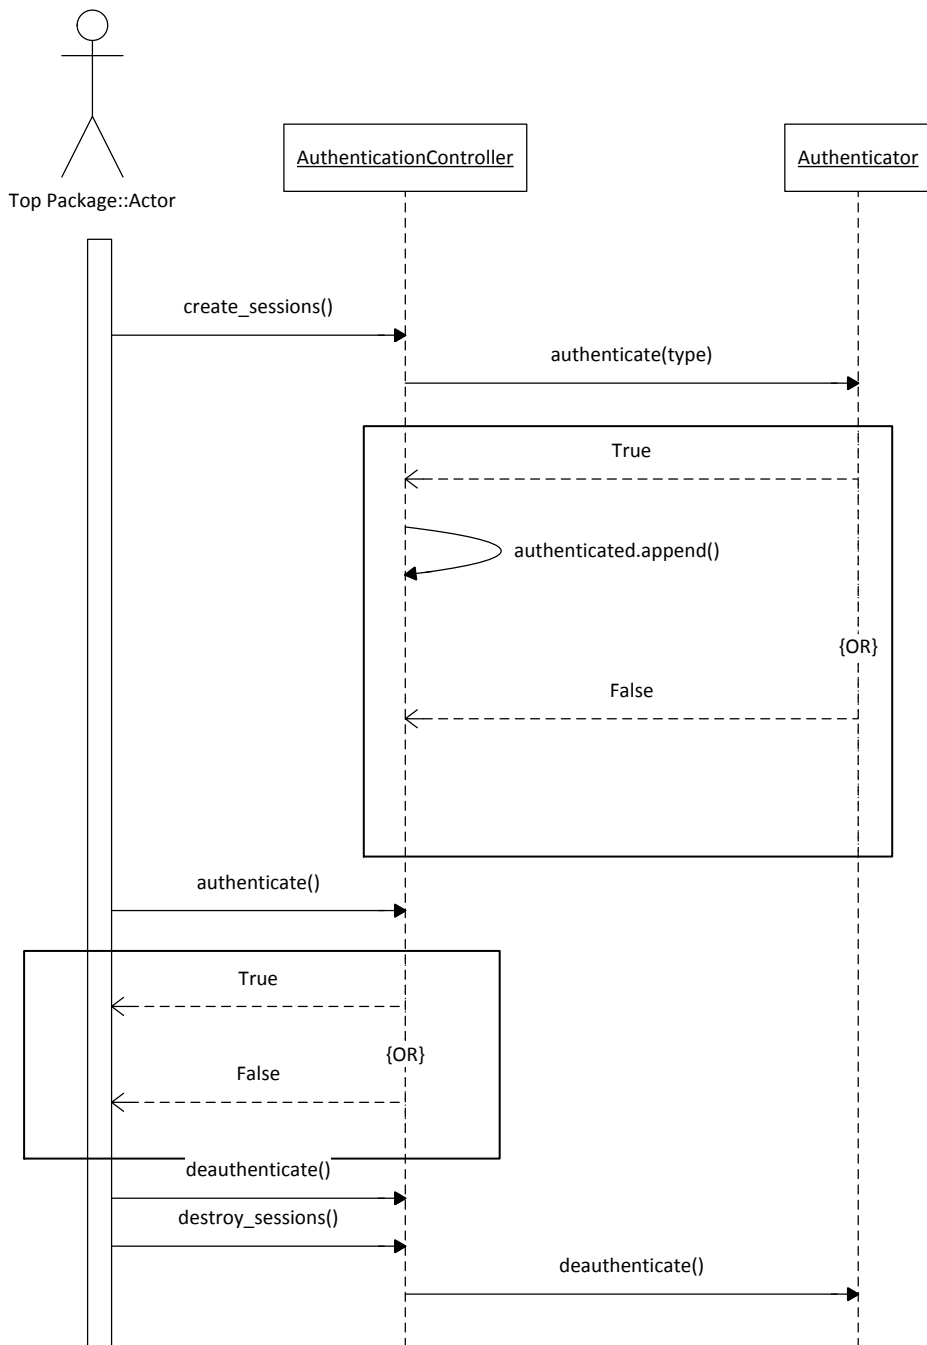 AuthenticationController
Authenticator
Top Package::Actor
create_sessions()
authenticate(type)
True
authenticated.append()
{OR}
False
authenticate()
True
{OR}
False
deauthenticate()
destroy_sessions()
deauthenticate()